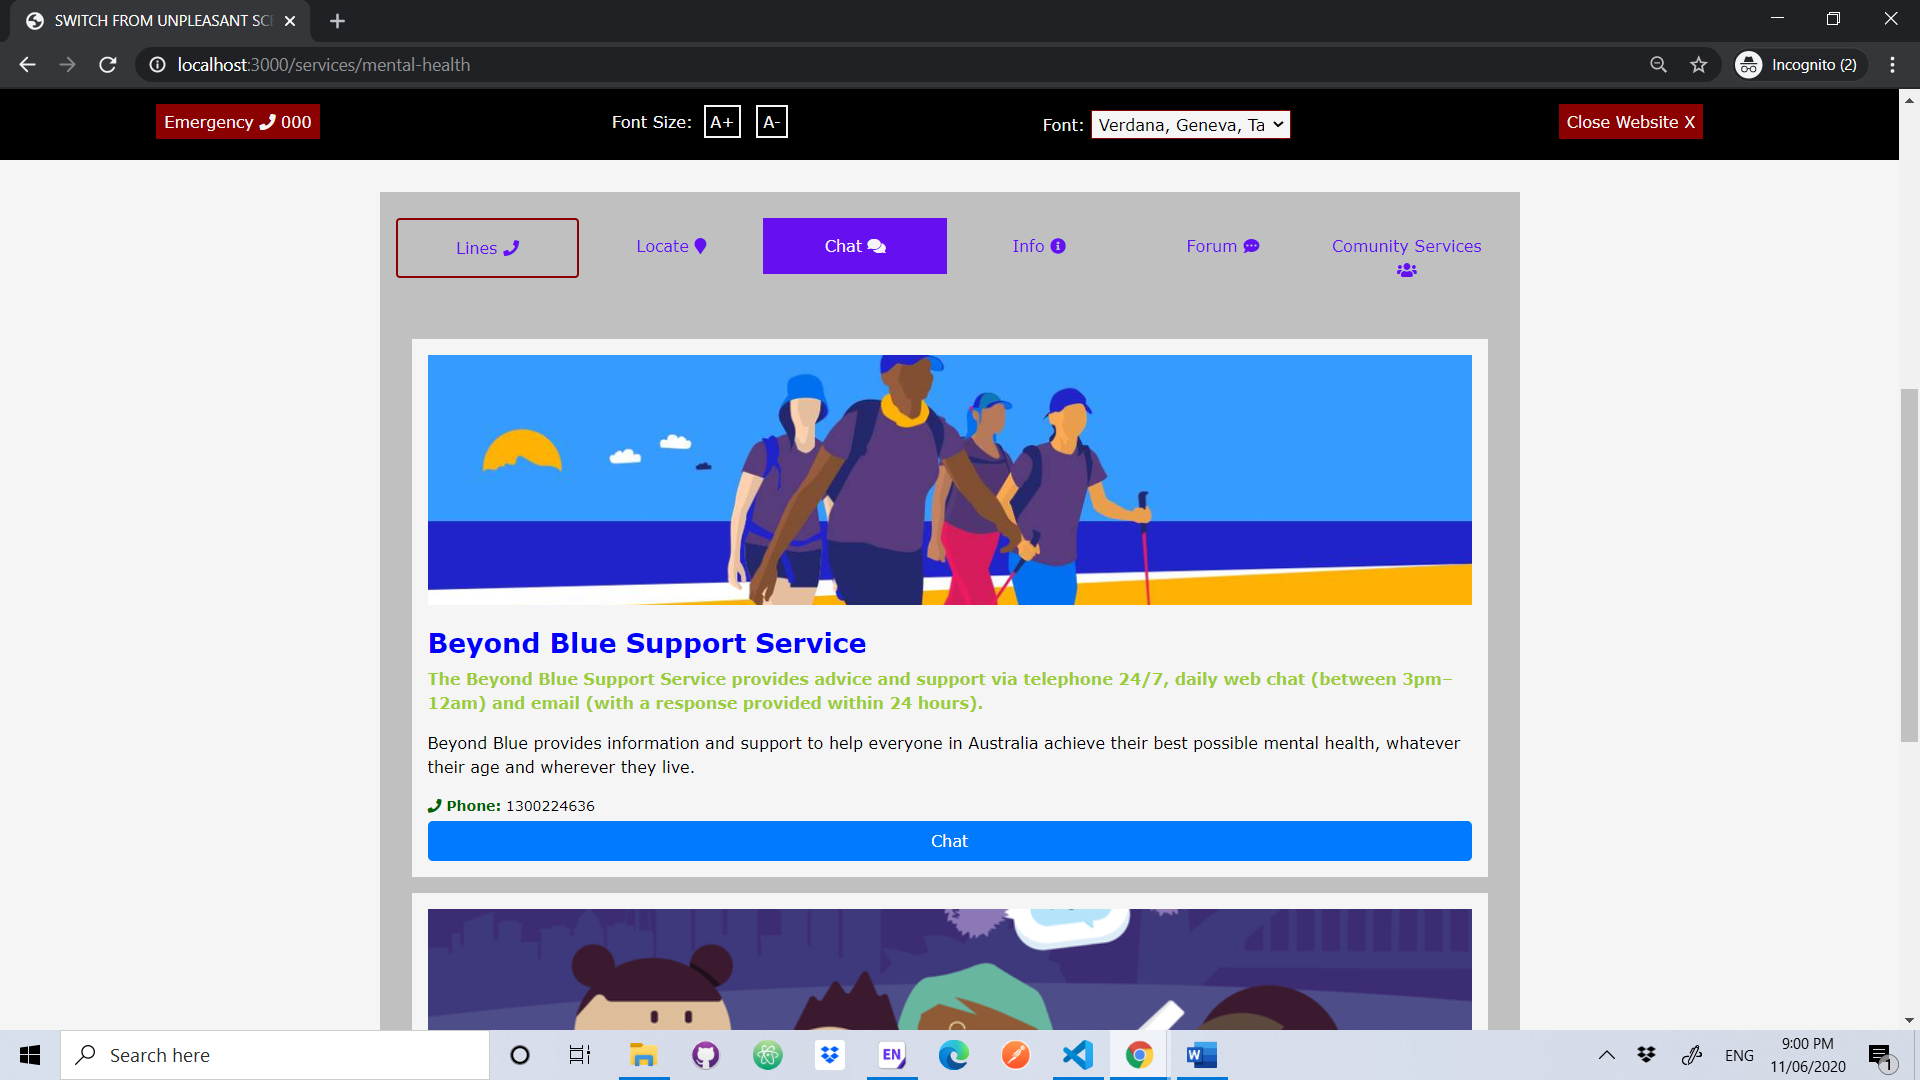 SWITCH FROM UNPLEASANT SCE
localhost:3000/services/mental-health
Incognito (2)
Emergency 000
Font Size: A+ A-
Font: Verdana, Geneva, Ta
Close Website X
Lines
Locate
Chat
Info
Forum
Comunity Services
Beyond Blue Support Service
The Beyond Blue Support Service provides advice and support via telephone 24/7, daily web chat (between 3pm–
12am) and email (with a response provided within 24 hours).
Beyond Blue provides information and support to help everyone in Australia achieve their best possible mental health, whatever
their age and wherever they live.
Phone: 1300224636
Chat
Search here
EN
W
ENG
9:00 PM
11/06/2020
1